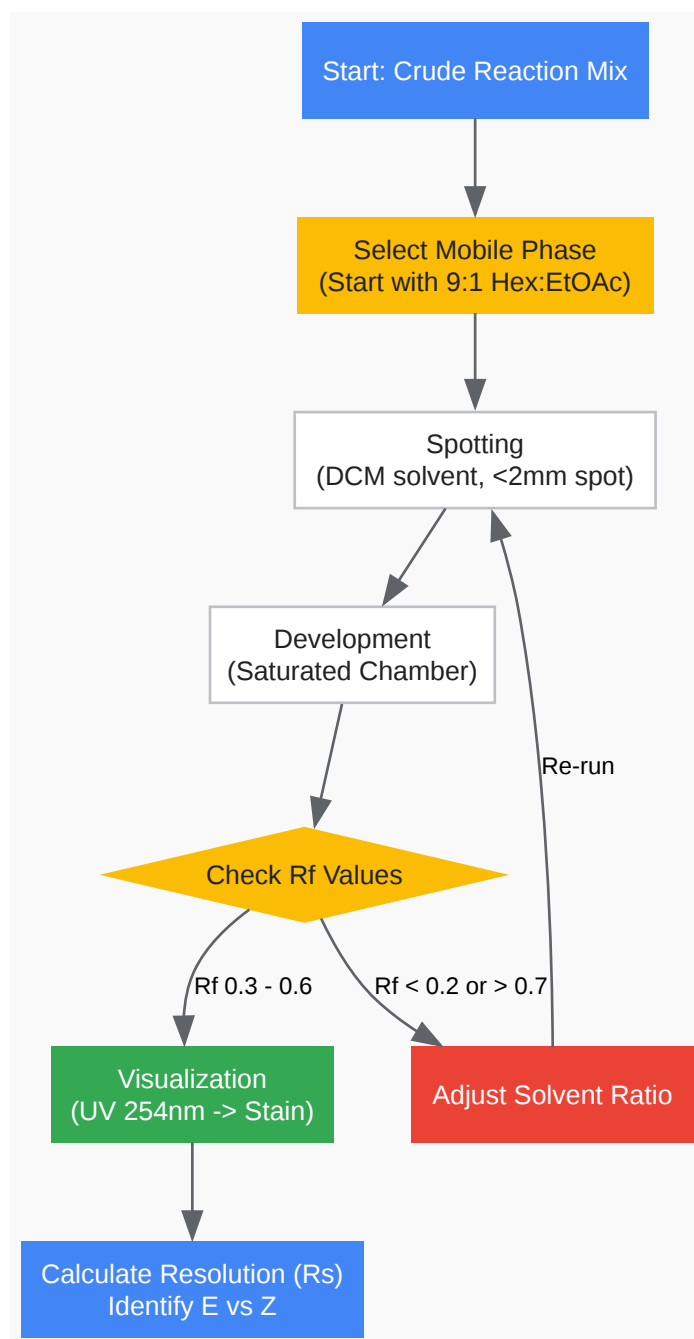 Start: Crude Reaction Mix
Select Mobile Phase
(Start with 9:1 Hex:EtOAc)
Spotting
(DCM solvent, <2mm spot)
Development
(Saturated Chamber)
Re-run
Check Rf Values
Rf 0.3 - 0.6
Rf < 0.2 or > 0.7
Visualization
(UV 254nm -> Stain)
Adjust Solvent Ratio
Calculate Resolution (Rs)
Identify E vs Z